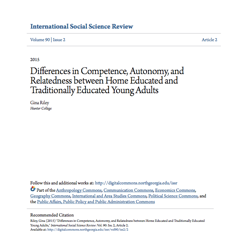 International Social Science Review
Volume 90 | Issue 2
Article 2
2015
Differences in Competence, Autonomy, and
Relatedness between Home Educated and
Traditionally Educated Young Adults
Gina Riley
Hunter College
Follow this and additional works at: http://digitalcommons.northgeorgia.edu/issr
Part of the Anthropology Commons, Communication Commons, Economics Commons,
Geography Commons, International and Area Studies Commons, Political Science Commons, and
the Public Affairs, Public Policy and Public Administration Commons
Recommended Citation
Riley, Gina (2015) "Differences in Competence, Autonomy, and Relatedness between Home Educated and Traditionally Educated
Young Adults," International Social Science Review: Vol. 90: Iss. 2, Article 2.
Available at: http://digitalcommons.northgeorgia.edu/issr/vol90/iss2/2